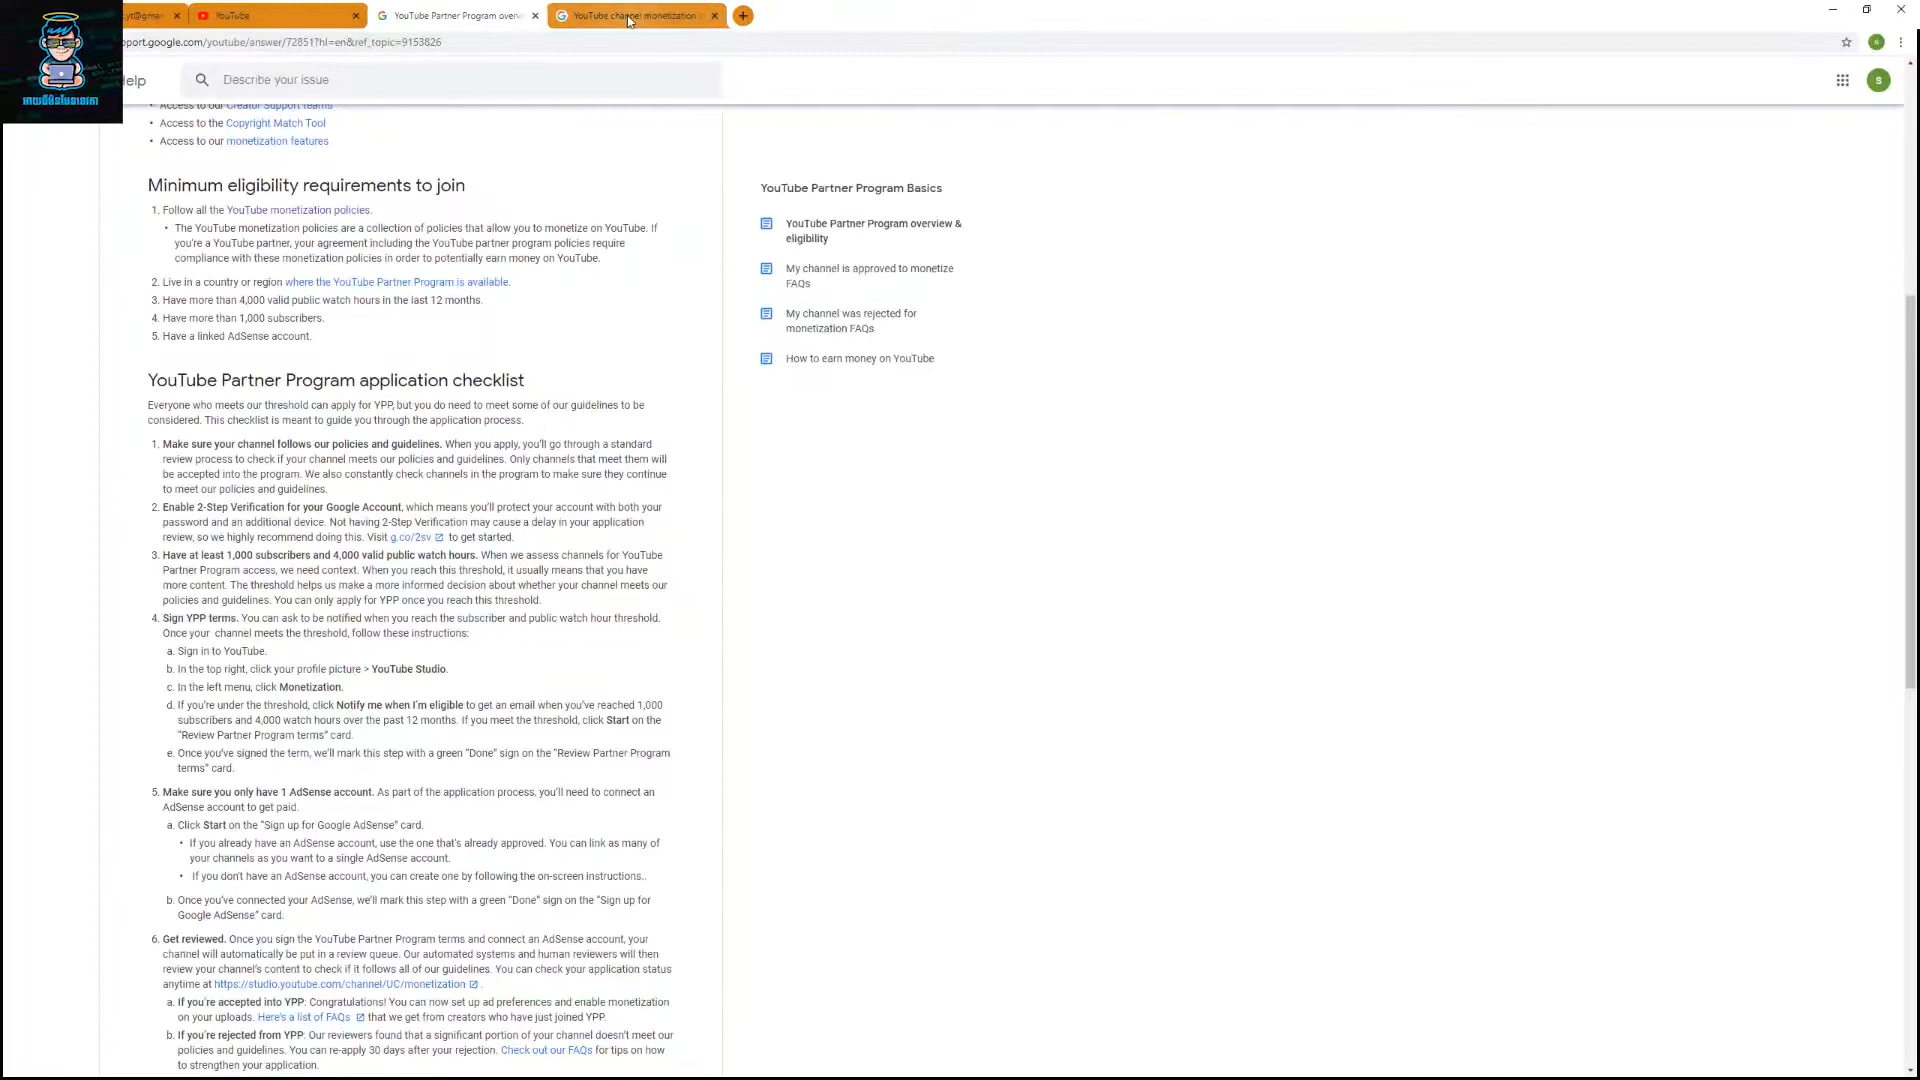 cyt@gmai
YouTube
YouTube Partner Program overv
YouTube channel monetization
port.google.com/youtube/answer/72851?hl=en&ref_topic=9153826
elp
Describe your issue
S
Access to our Creator Support teams
• Access to the Copyright Match Tool
• Access to our monetization features
Minimum eligibility requirements to join
1. Follow all the YouTube monetization policies.
• The YouTube monetization policies are a collection of policies that allow you to monetize on YouTube. If
you're a YouTube partner, your agreement including the YouTube partner program policies require
compliance with these monetization policies in order to potentially earn money on YouTube.
2. Live in a country or region where the YouTube Partner Program is available.
3. Have more than 4,000 valid public watch hours in the last 12 months.
4. Have more than 1,000 subscribers.
5. Have a linked AdSense account.
YouTube Partner Program application checklist
Everyone who meets our threshold can apply for YPP, but you do need to meet some of our guidelines to be
considered. This checklist is meant to guide you through the application process.
1. Make sure your channel follows our policies and guidelines. When you apply, you'll go through a standard
review process to check if your channel meets our policies and guidelines. Only channels that meet them will
be accepted into the program. We also constantly check channels in the program to make sure they continue
to meet our policies and guidelines.
2. Enable 2-Step Verification for your Google Account, which means you'll protect your account with both your
password and an additional device. Not having 2-Step Verification may cause a delay in your application
review, so we highly recommend doing this. Visit g.co/2sv to get started.
3. Have at least 1,000 subscribers and 4,000 valid public watch hours. When we assess channels for YouTube
Partner Program access, we need context. When you reach this threshold, it usually means that you have
more content. The threshold helps us make a more informed decision about whether your channel meets our
policies and guidelines. You can only apply for YPP once you reach this threshold.
4. Sign YPP terms. You can ask to be notified when you reach the subscriber and public watch hour threshold.
Once your channel meets the threshold, follow these instructions:
a. Sign in to YouTube.
b. In the top right, click your profile picture > YouTube Studio.
c. In the left menu, click Monetization.
d. If you're under the threshold, click Notify me when I'm eligible to get an email when you've reached 1,000
subscribers and 4,000 watch hours over the past 12 months. If you meet the threshold, click Start on the
"Review Partner Program terms" card.
e. Once you've signed the term, we'll mark this step with a green "Done" sign on the "Review Partner Program
terms" card.
5. Make sure you only have 1 AdSense account. As part of the application process, you'll need to connect an
AdSense account to get paid.
a. Click Start on the "Sign up for Google AdSense" card.
• If you already have an AdSense account, use the one that's already approved. You can link as many of
your channels as you want to a single AdSense account.
• If you don't have an AdSense account, you can create one by following the on-screen instructions..
b. Once you've connected your AdSense, we'll mark this step with a green "Done" sign on the "Sign up for
Google AdSense" card.
6. Get reviewed. Once you sign the YouTube Partner Program terms and connect an AdSense account, your
channel will automatically be put in a review queue. Our automated systems and human reviewers will then
review your channel's content to check if it follows all of our guidelines. You can check your application status
anytime at https://studio.youtube.com/channel/UC/monetization .
a. If you're accepted into YPP: Congratulations! You can now set up ad preferences and enable monetization
on your uploads. Here's a list of FAQs that we get from creators who have just joined YPP.
b. If you're rejected from YPP: Our reviewers found that a significant portion of your channel doesn't meet our
policies and guidelines. You can re-apply 30 days after your rejection. Check out our FAQs for tips on how
to strengthen your application.
YouTube Partner Program Basics
YouTube Partner Program overview &
eligibility
My channel is approved to monetize
FAQs
My channel was rejected for
monetization FAQs
How to earn money on YouTube